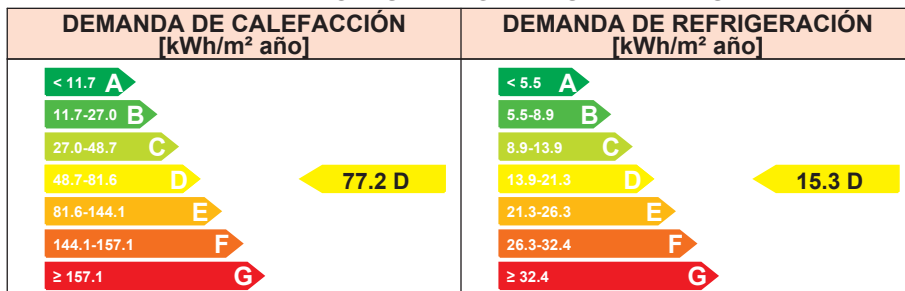 DEMANDA DE CALEFACCIÓN
[kWh/m² año]
< 11.7 A
11.7-27.0 B
27.0-48.7 C
48.7-81.6 D
77.2 D
81.6-144.1 E
144.1-157.1 F
≥ 157.1 G
DEMANDA DE REFRIGERACIÓN
[kWh/m² año]
< 5.5 A
5.5-8.9 B
8.9-13.9 C
13.9-21.3 D
15.3 D
21.3-26.3 E
26.3-32.4 F
≥ 32.4 G